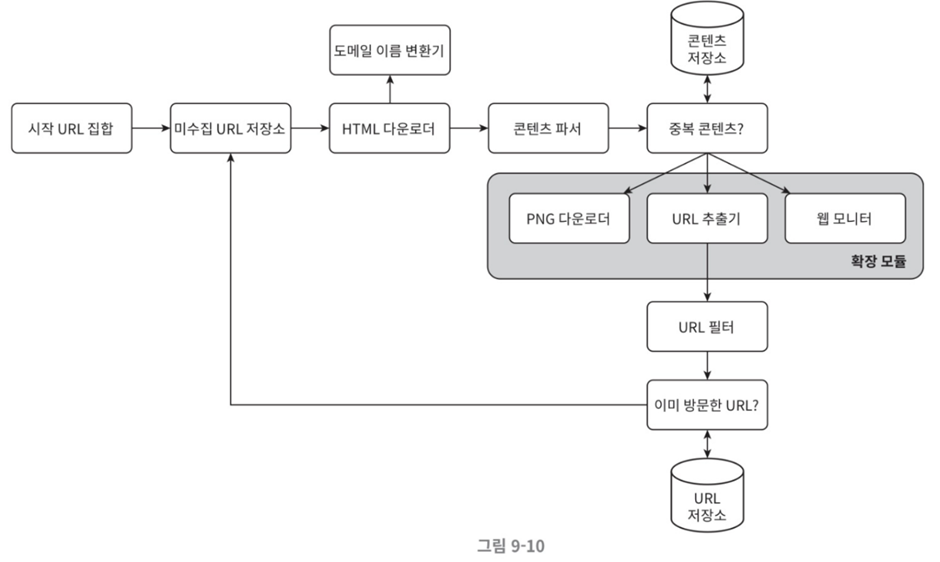 콘텐츠
저장소
도메일 이름 변환기
시작 URL 집합
미수집 URL 저장소
HTML 다운로더
콘텐츠 파서
중복 콘텐츠?
PNG 다운로더
URL 추출기
웹 모니터
확장 모듈
URL 필터
이미 방문한 URL?
URL
저장소
그림 9-10